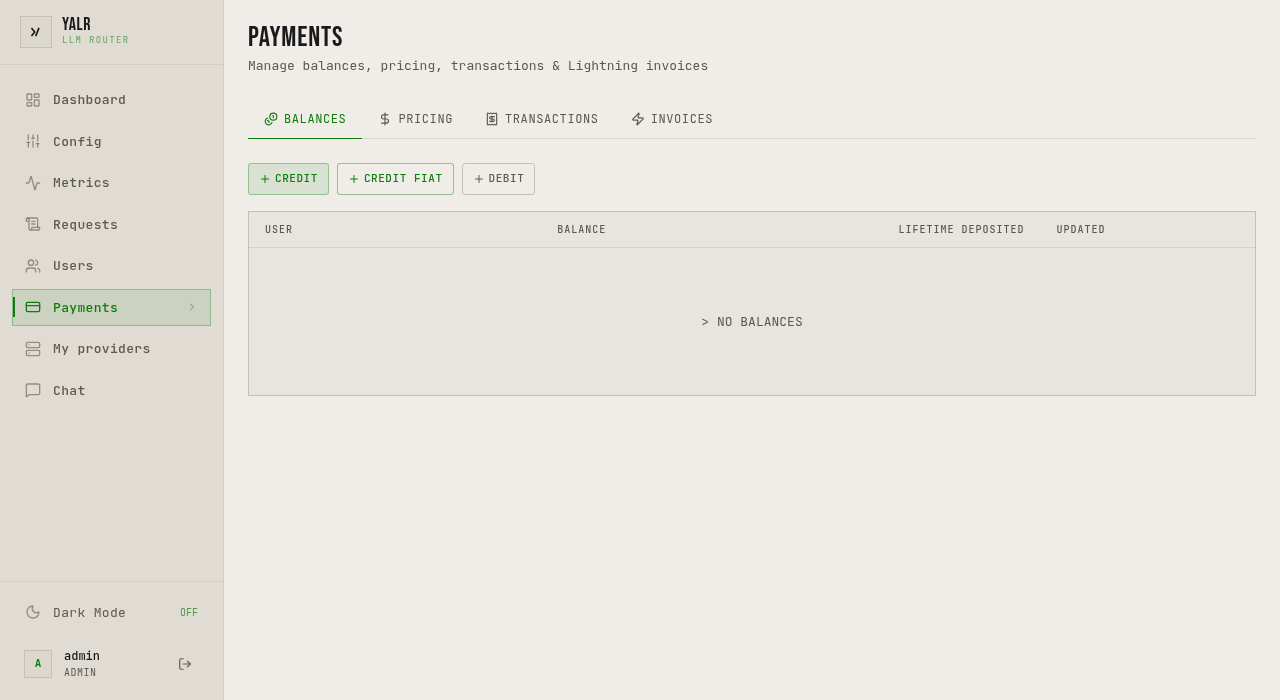 YALR
LLM ROUTER
Dashboard
Config
Metrics
Requests
Users
Payments
My providers
Chat
Dark Mode OFF
A
admin
ADMIN
PAYMENTS
Manage balances, pricing, transactions & Lightning invoices
BALANCES PRICING TRANSACTIONS INVOICES
+ CREDIT + CREDIT FIAT + DEBIT
USER BALANCE LIFETIME DEPOSITED UPDATED
> NO BALANCES